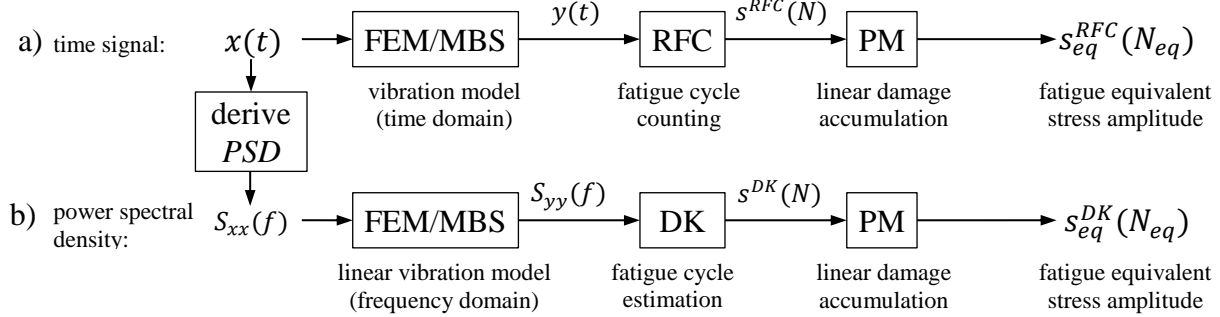 a) time signal: x(t) FEM/MBS y(t) RFC s^{RFC}(N) PM s_{eq}^{RFC}(N_{eq})
vibration model fatigue cycle linear damage fatigue equivalent
(time domain) counting accumulation stress amplitude
derive
PSD
b) power spectral S_{xx}(f) FEM/MBS S_{yy}(f) DK s^{DK}(N) PM s_{eq}^{DK}(N_{eq})
density:
linear vibration model fatigue cycle linear damage fatigue equivalent
(frequency domain) estimation accumulation stress amplitude